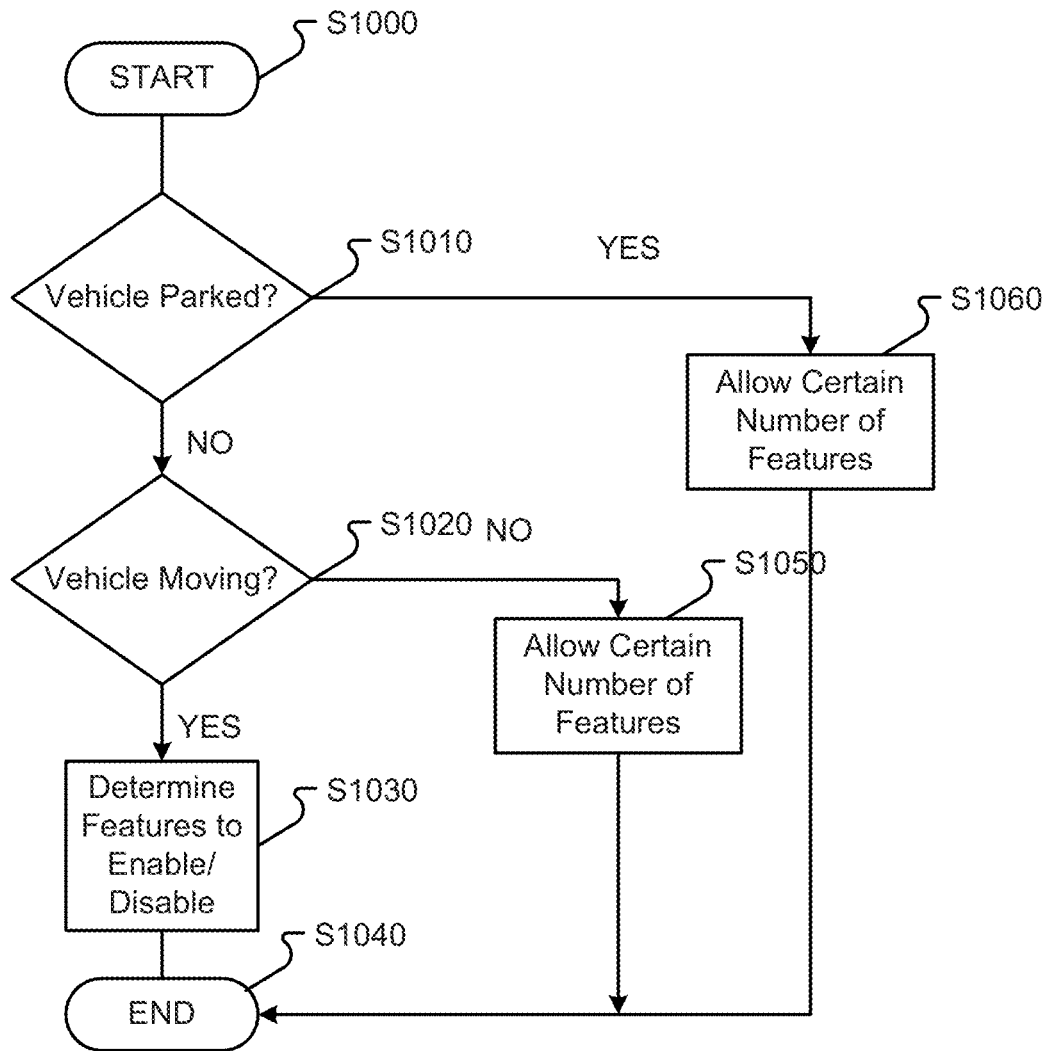 S1000
START
S1010
YES
Vehicle Parked?
S1060
Allow Certain
Number of
Features
NO
S1020
NO
Vehicle Moving?
S1050
Allow Certain
Number of
Features
YES
Determine
Features to
Enable/
Disable
S1030
S1040
END